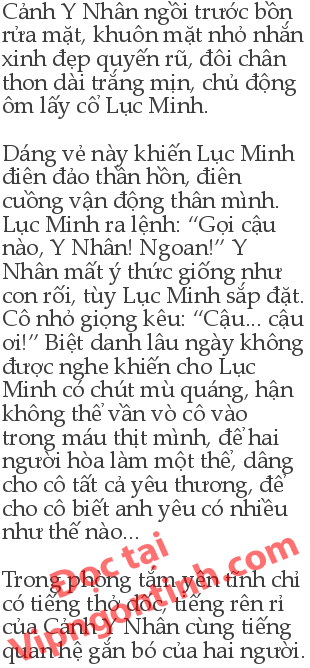 Cảnh Y Nhân ngồi trước bồn
rửa mặt, khuôn mặt nhỏ nhắn
xinh đẹp quyến rũ, đôi chân
thon dài trắng mịn, chủ động
ôm lấy cổ Lục Minh.
Dáng vẻ này khiến Lục Minh
điên đảo thần hồn, điên
cuồng vận động thân mình.
Lục Minh ra lệnh: “Gọi cậu
nào, Y Nhân! Ngoan!” Y
Nhân mất ý thức giống như
con rối, tùy Lục Minh sắp đặt.
Cô nhỏ giọng kêu: “Cậu... cậu
ơi!” Biệt danh lâu ngày không
được nghe khiến cho Lục
Minh có chút mù quáng, hận
không thể vần vò cô vào
trong máu thịt mình, để hai
người hòa làm một thể, dâng
cho cô tất cả yêu thương, để
cho cô biết anh yêu có nhiều
như thế nào...
Trong phòng tắm yên tĩnh chỉ
có tiếng thở dốc, tiếng rên rỉ
của Cảnh Y Nhân cùng tiếng
quan hệ gắn bó của hai người.
Đọc tại
Vipngontinh.com